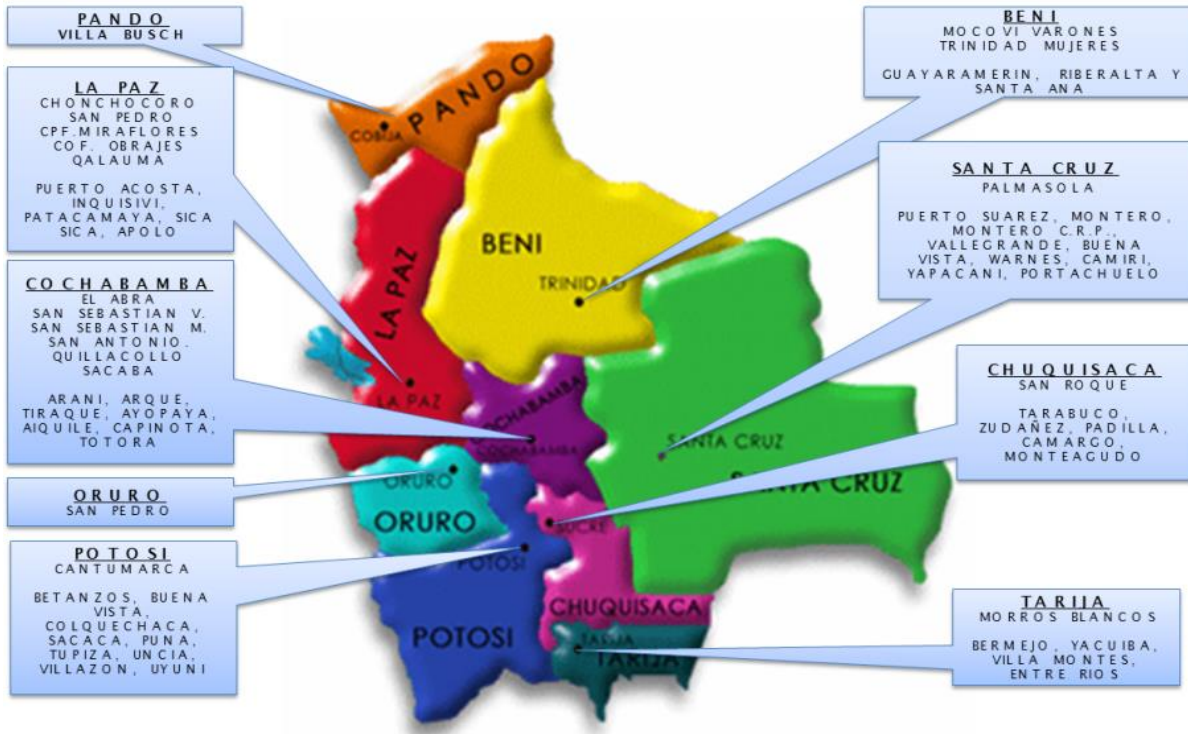 PANDO
VILLA BUSCH
LA PAZ
CHONCHOCORO
SAN PEDRO
CPF.MIRAFLORES
COF. OBRAJES
QALAUMA
PUERTO ACOSTA,
INQUISIVI,
PATACAMAYA, SICA
SICA, APOLO
COCHABAMBA
EL ABRA
SAN SEBASTIAN V.
SAN SEBASTIAN M.
SAN ANTONIO.
QUILLACOLLO
SACABA
ARANI, ARQUE,
TIRAQUE, AYOPAYA,
AIQUILE, CAPINOTA,
TOTORA
ORURO
SAN PEDRO
POTOSI
CANTUMARCA
BETANZOS, BUENA
VISTA,
COLQUECHACA,
SACACA, PUNA,
TUPIZA, UNCIA,
VILLAZON, UYUNI
PANDO
COBIJA
BENI
TRINIDAD
LA PAZ
LA PAZ
COCHABAMBA
COCHABAMBA
SANTA CRUZ
SANTA CRUZ
ORURO
ORURO
SUCRE
POTOSI
POTOSI
CHUQUISACA
TARIJA
TARIJA
BENI
MOCOVI VARONES
TRINIDAD MUJERES
GUAYARAMERIN, RIBERALTA Y
SANTA ANA
SANTA CRUZ
PALMASOLA
PUERTO SUAREZ, MONTERO,
MONTERO C.R.P.,
VALLEGRANDE, BUENA
VISTA, WARNES, CAMIRI,
YAPACANI, PORTACHUELO
CHUQUISACA
SAN ROQUE
TARABUCO,
ZUDAÑEZ, PADILLA,
CAMARGO,
MONTEAGUDO
TARIJA
MORROS BLANCOS
BERMEJO, YACUIBA,
VILLA MONTES,
ENTRE RIOS